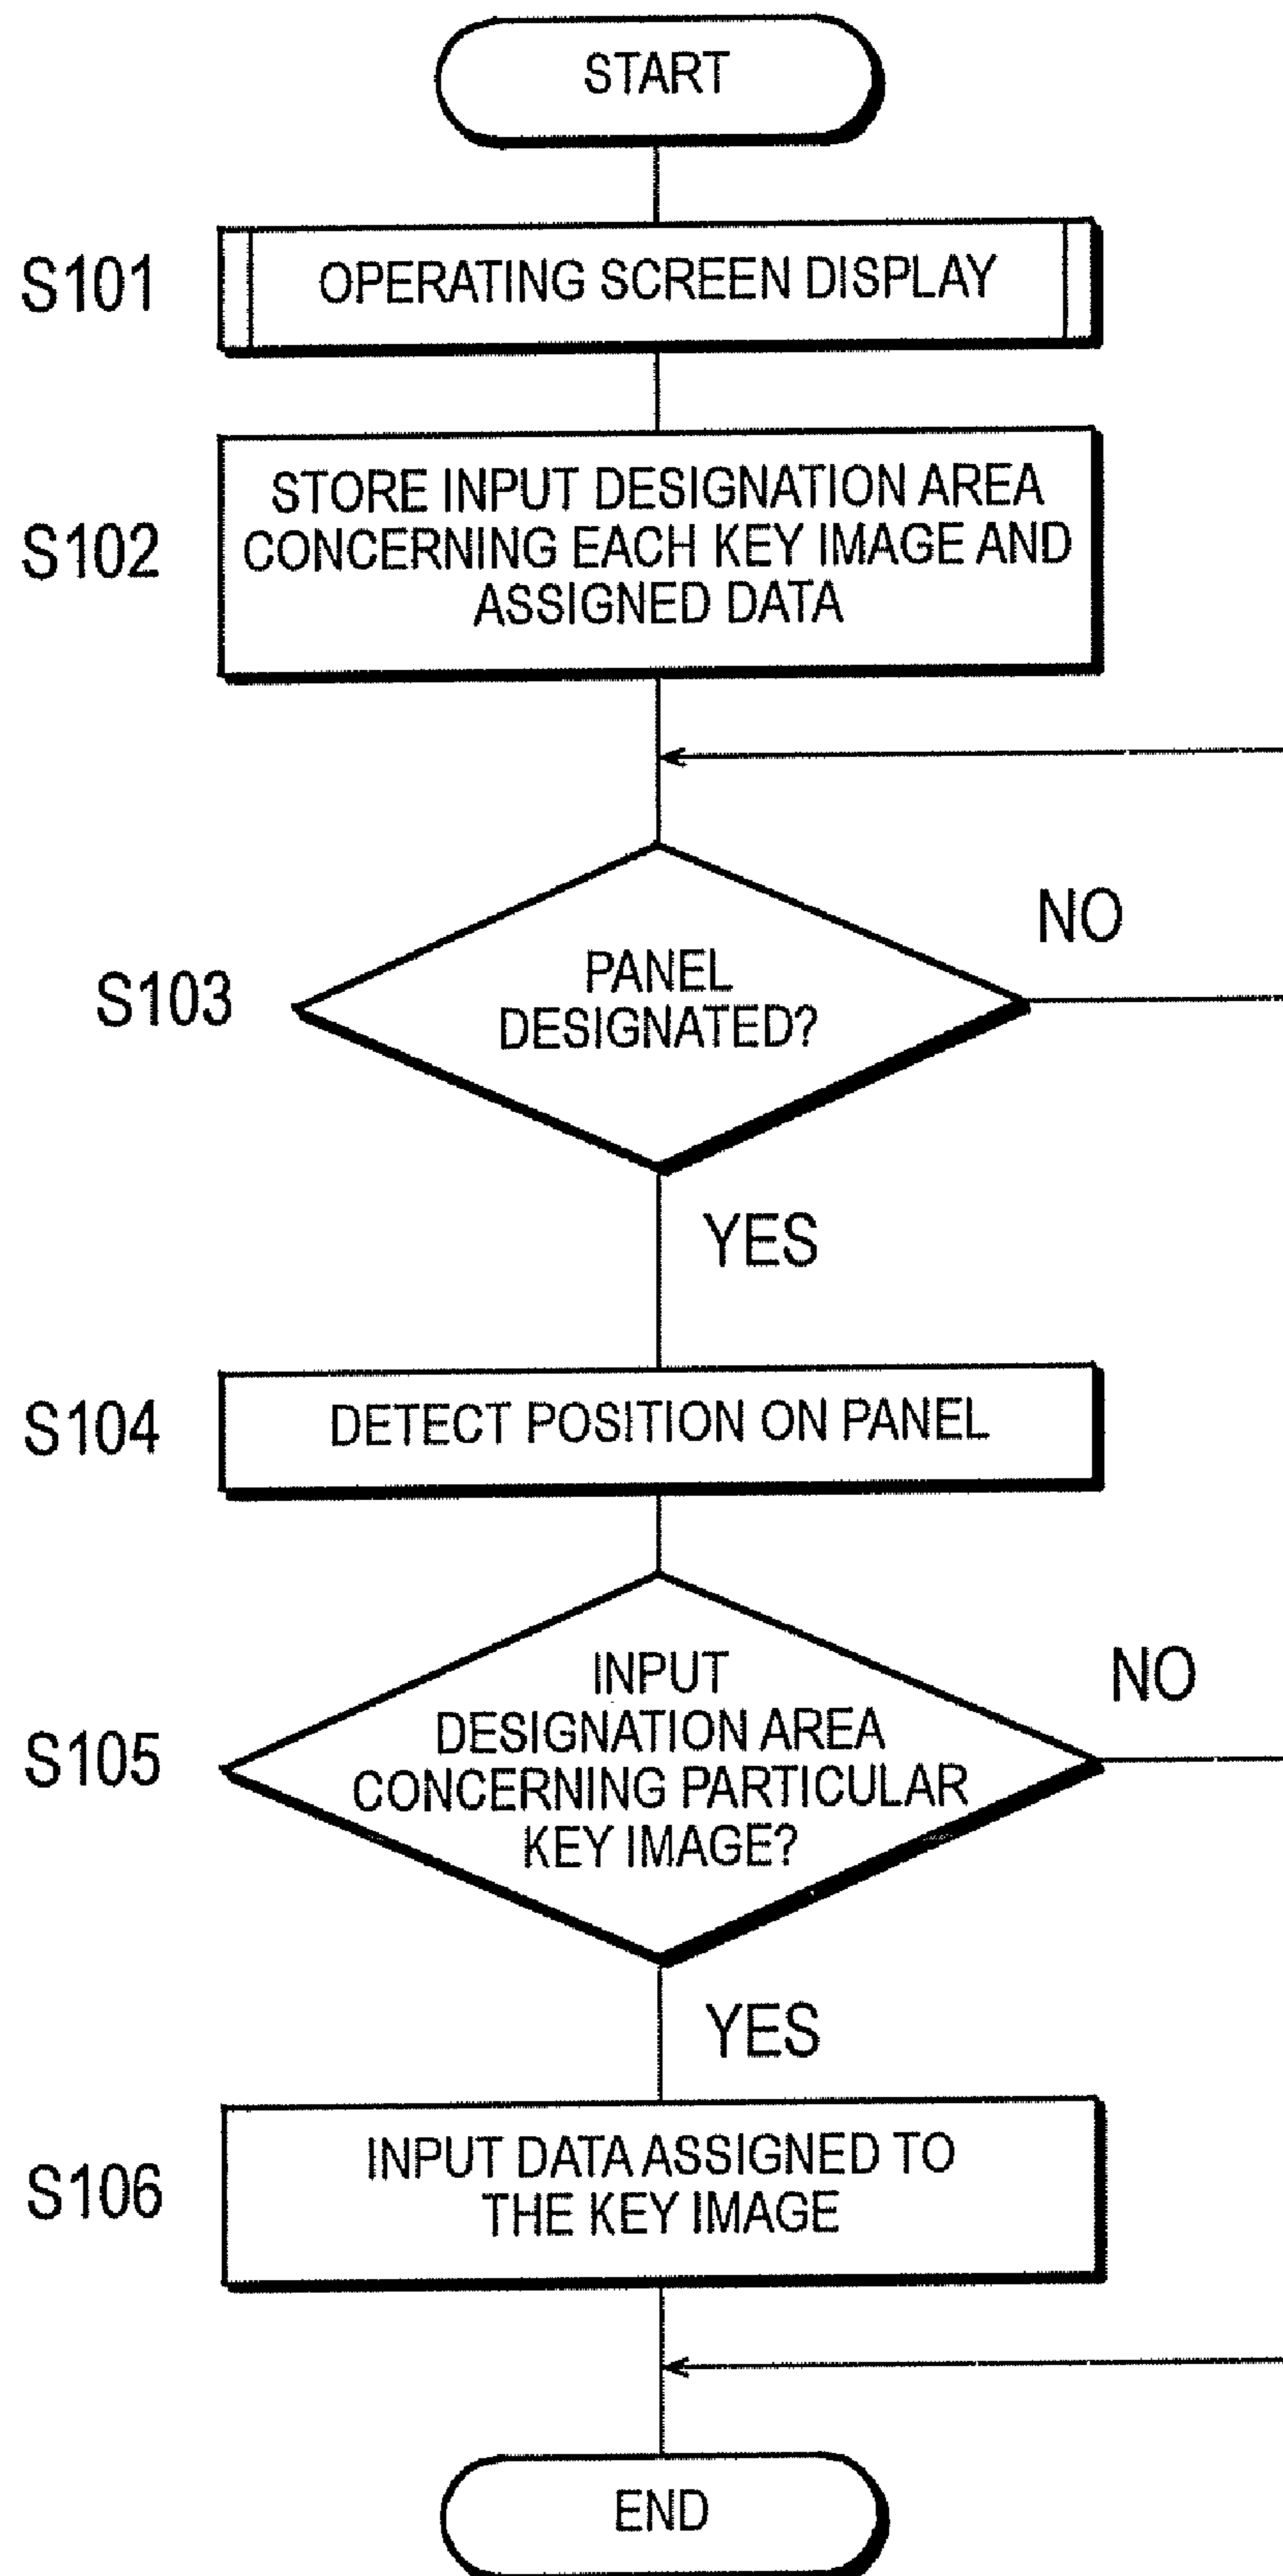 START
S101
OPERATING SCREEN DISPLAY
S102
STORE INPUT DESIGNATION AREA
CONCERNING EACH KEY IMAGE AND
ASSIGNED DATA
S103
PANEL
DESIGNATED?
NO
YES
S104
DETECT POSITION ON PANEL
S105
INPUT
DESIGNATION AREA
CONCERNING PARTICULAR
KEY IMAGE?
NO
YES
S106
INPUT DATA ASSIGNED TO
THE KEY IMAGE
END